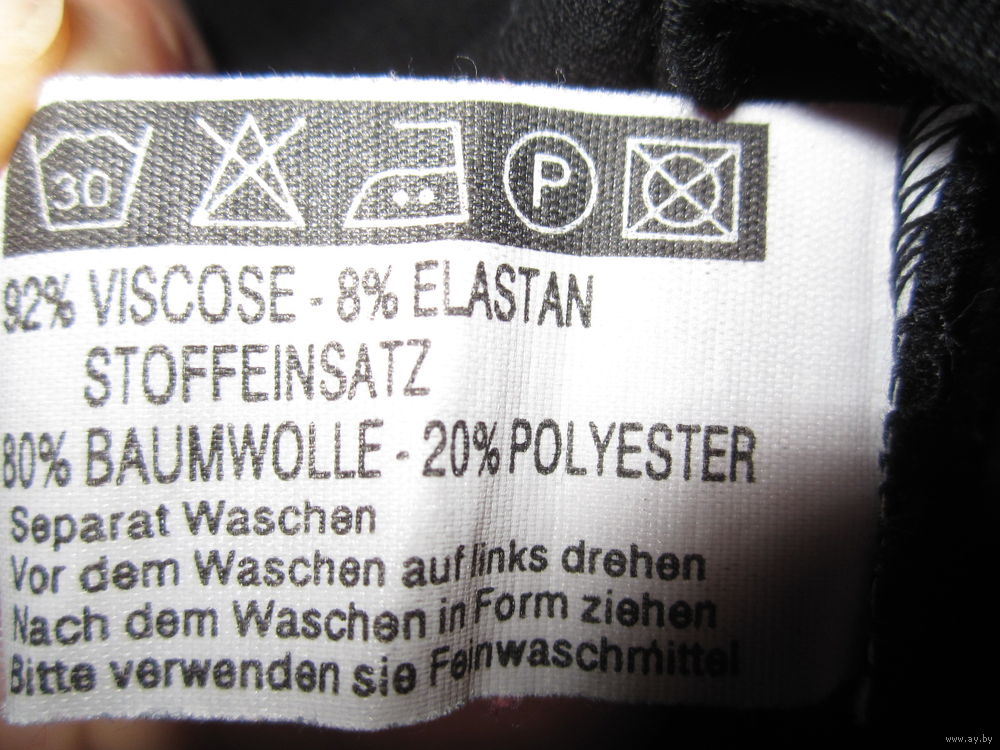 30 P
92% VISCOSE - 8% ELASTAN
STOFFEINSATZ
80% BAUMWOLLE - 20% POLYESTER
Separat Waschen
Vor dem Waschen auf links drehen
Nach dem Waschen in Form ziehen
Bitte verwenden sie Feinwaschmittel
www.ay.by